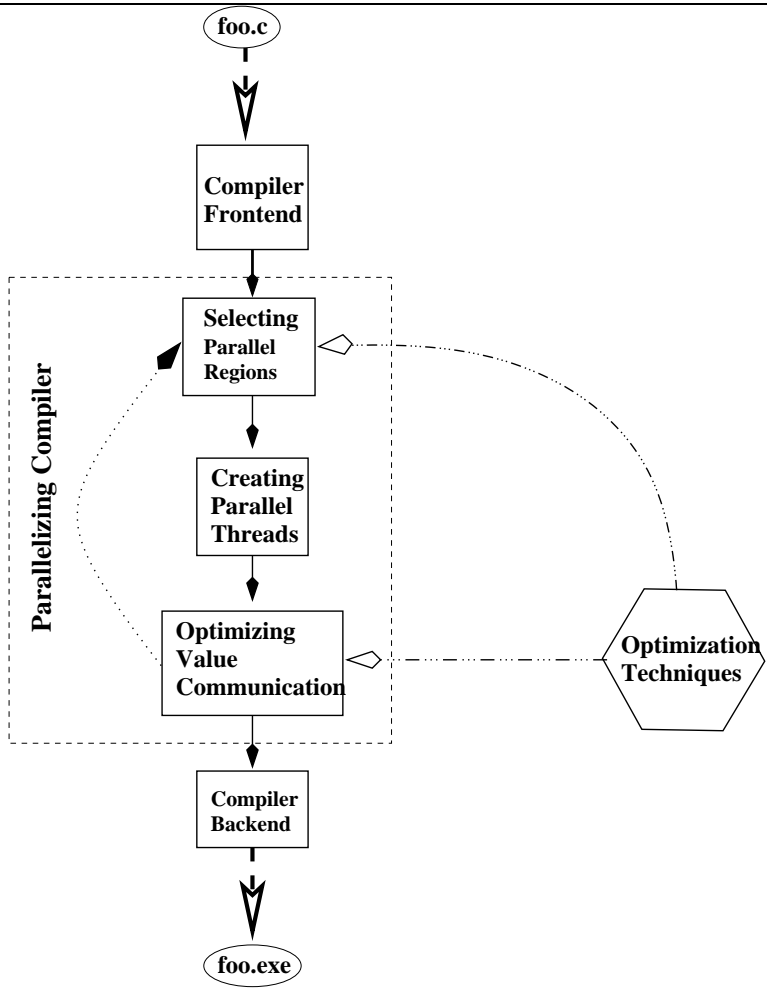 foo.c
Compiler
Frontend
Selecting
Parallel
Regions
Parallelizing Compiler
Creating
Parallel
Threads
Optimizing
Value
Communication
Optimization
Techniques
Compiler
Backend
foo.exe